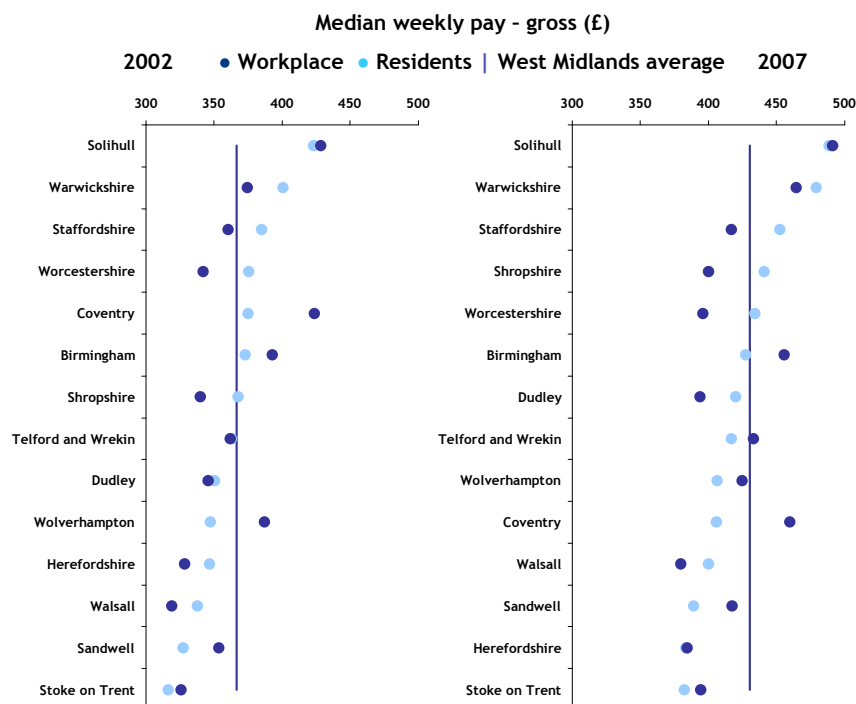 Median weekly pay – gross (£)
2002 Workplace Residents West Midlands average 2007
300 350 400 450 500
Solihull
Warwickshire
Staffordshire
Worcestershire
Coventry
Birmingham
Shropshire
Telford and Wrekin
Dudley
Wolverhampton
Herefordshire
Walsall
Sandwell
Stoke on Trent
300 350 400 450 500
Solihull
Warwickshire
Staffordshire
Shropshire
Worcestershire
Birmingham
Dudley
Telford and Wrekin
Wolverhampton
Coventry
Walsall
Sandwell
Herefordshire
Stoke on Trent